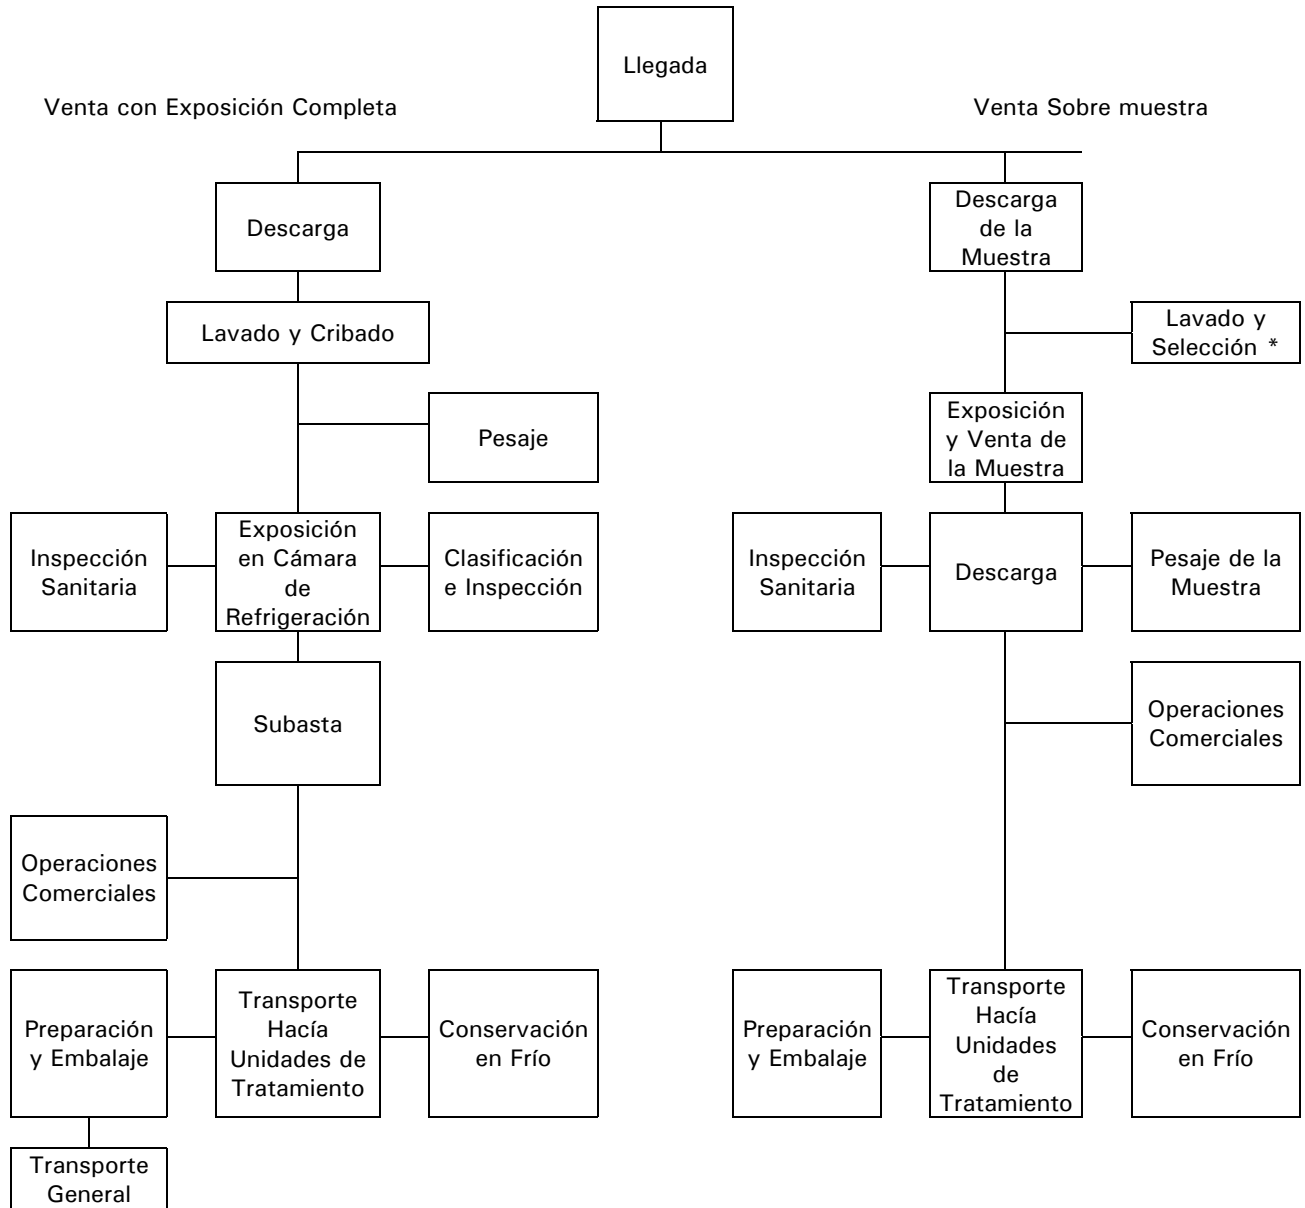 Llegada
Venta con Exposición Completa
Venta Sobre muestra
Descarga
Descarga
de la
Muestra
Lavado y Cribado
Lavado y
Selección *
Pesaje
Exposición
y Venta de
la Muestra
Inspección
Sanitaria
Exposición
en Cámara
de
Refrigeración
Clasificación
e Inspección
Inspección
Sanitaria
Descarga
Pesaje de la
Muestra
Subasta
Operaciones
Comerciales
Operaciones
Comerciales
Preparación
y Embalaje
Transporte
Hacía
Unidades de
Tratamiento
Conservación
en Frío
Preparación
y Embalaje
Transporte
Hacía
Unidades
de
Tratamiento
Conservación
en Frío
Transporte
General